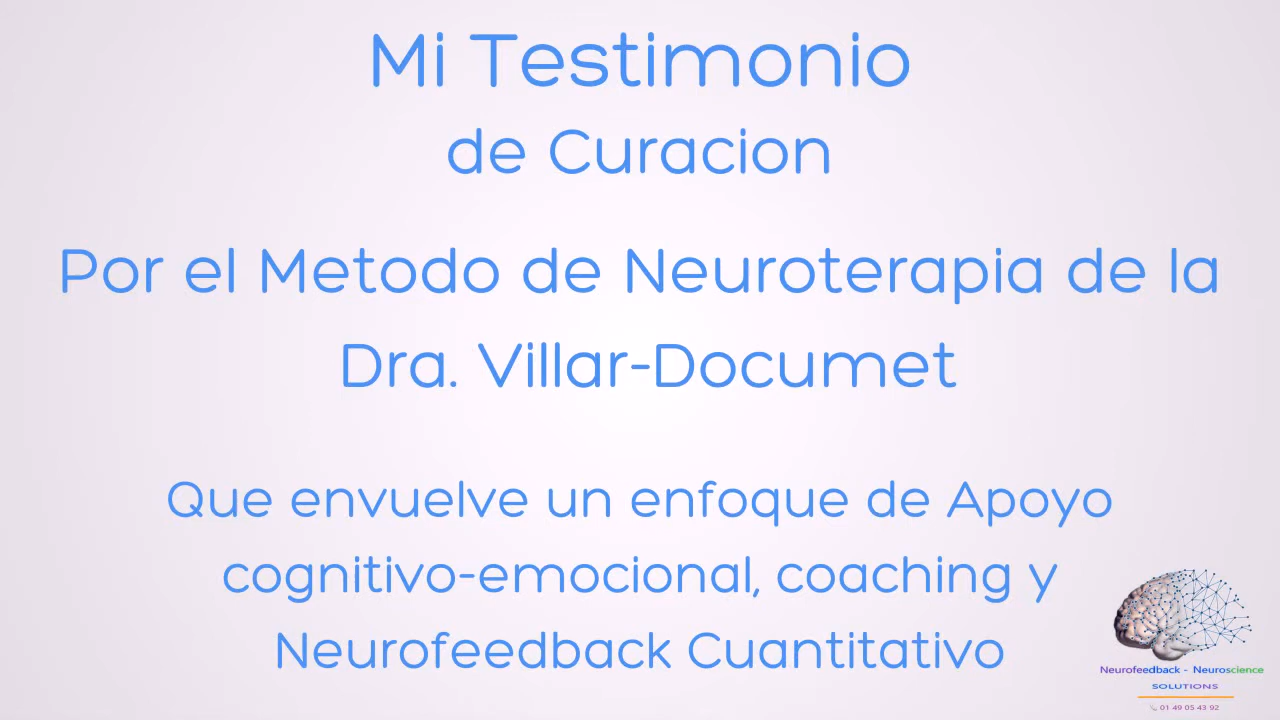 Mi Testimonio
de Curacion
Por el Metodo de Neuroterapia de la
Dra. Villar-Documet
Que envuelve un enfoque de Apoyo
cognitivo-emocional, coaching y
Neurofeedback Cuantitativo
Neurofeedback - Neuroscience
SOLUTIONS
01 49 05 43 92